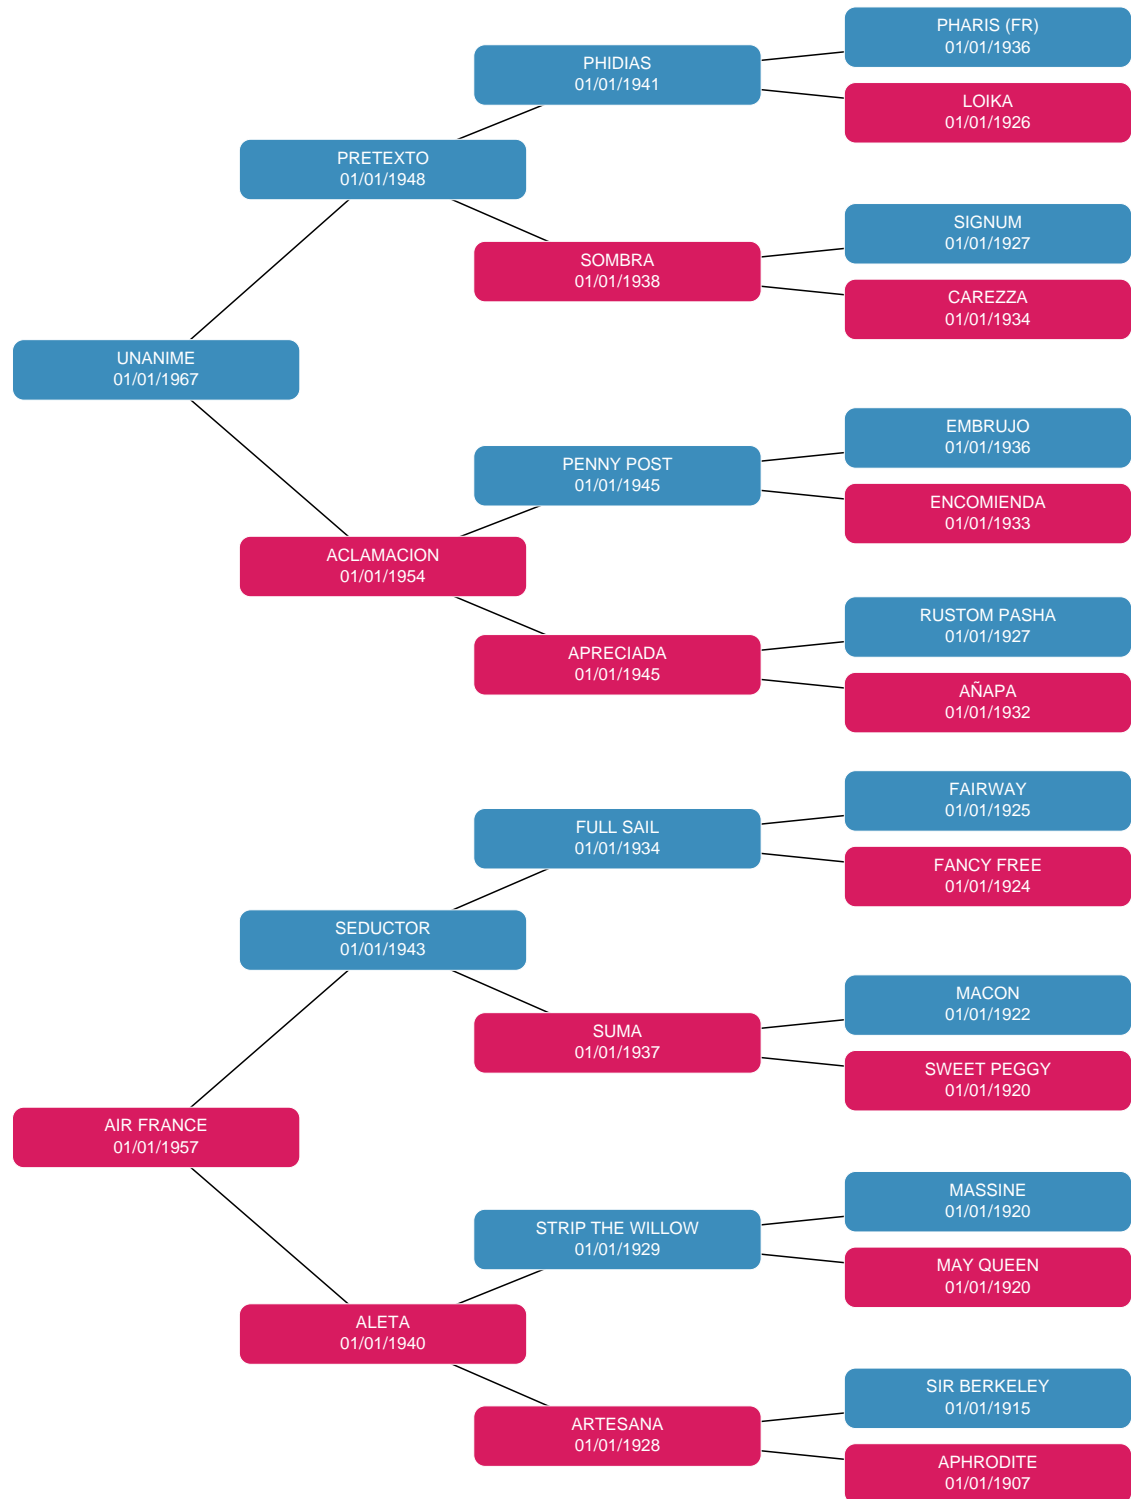 PHARIS (FR)
01/01/1936
PHIDIAS
01/01/1941
LOIKA
01/01/1926
PRETEXTO
01/01/1948
SIGNUM
01/01/1927
SOMBRA
01/01/1938
CAREZZA
01/01/1934
UNANIME
01/01/1967
EMBRUJO
01/01/1936
PENNY POST
01/01/1945
ENCOMIENDA
01/01/1933
ACLAMACION
01/01/1954
RUSTOM PASHA
01/01/1927
APRECIADA
01/01/1945
AÑAPA
01/01/1932
FAIRWAY
01/01/1925
FULL SAIL
01/01/1934
FANCY FREE
01/01/1924
SEDUCTOR
01/01/1943
MACON
01/01/1922
SUMA
01/01/1937
SWEET PEGGY
01/01/1920
AIR FRANCE
01/01/1957
MASSINE
01/01/1920
STRIP THE WILLOW
01/01/1929
MAY QUEEN
01/01/1920
ALETA
01/01/1940
SIR BERKELEY
01/01/1915
ARTESANA
01/01/1928
APHRODITE
01/01/1907